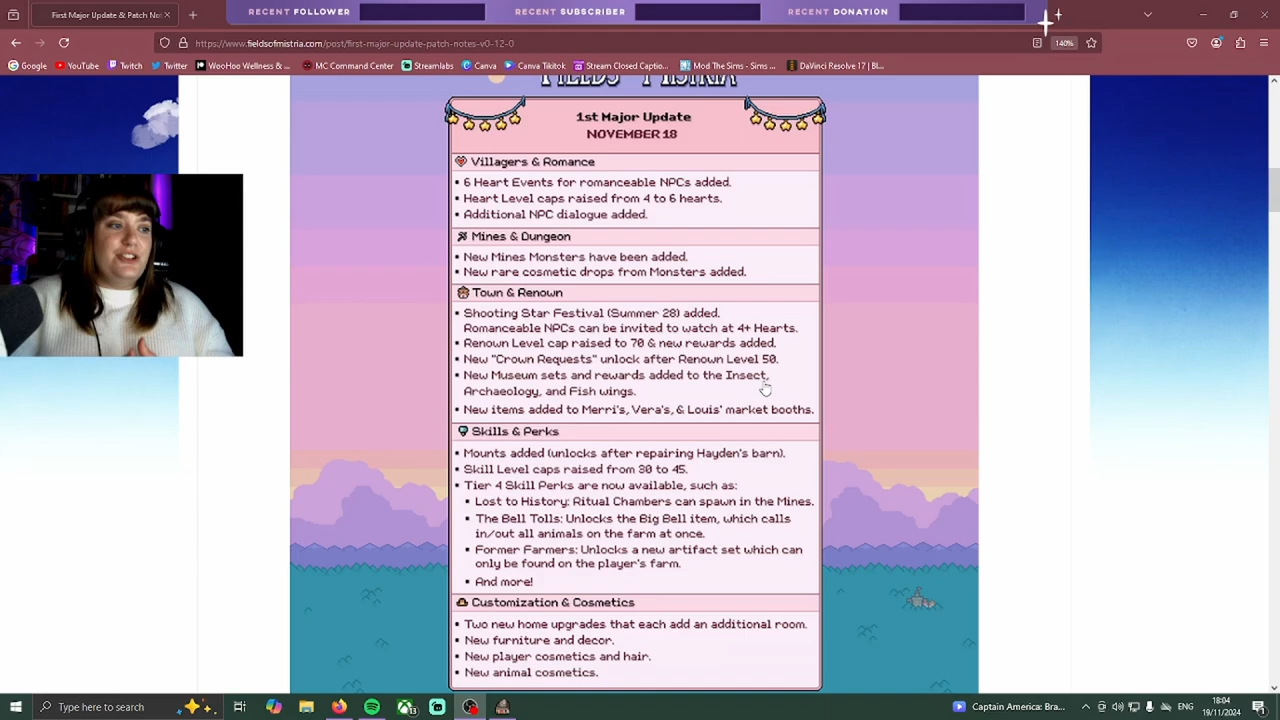 RECENT FOLLOWER
RECENT SUBSCRIBER
RECENT DONATION
First Major Update & Patch Not
https://www.fieldsofmistria.com/post/first-major-update-patch-notes-v0-12-0
140%
Google
YouTube
Twitch
Twitter
WooHoo Wellness &...
MC Command Center
Streamlabs
Canva
Canva Tikitok
Stream Closed Captio...
Mod The Sims - Sims ...
DaVinci Resolve 17 | Bl...
FIELDS OF MISTRIA
1st Major Update
NOVEMBER 18
Villagers & Romance
▪ 6 Heart Events for romanceable NPCs added.
▪ Heart Level caps raised from 4 to 6 hearts.
▪ Additional NPC dialogue added.
Mines & Dungeon
▪ New Mines Monsters have been added.
▪ New rare cosmetic drops from Monsters added.
Town & Renown
▪ Shooting Star Festival (Summer 28) added.
Romanceable NPCs can be invited to watch at 4+ Hearts.
▪ Renown Level cap raised to 70 & new rewards added.
▪ New "Crown Requests" unlock after Renown Level 50.
▪ New Museum sets and rewards added to the Insect,
Archaeology, and Fish wings.
▪ New items added to Merri's, Vera's, & Louis' market booths.
Skills & Perks
▪ Mounts added (unlocks after repairing Hayden's barn).
▪ Skill Level caps raised from 30 to 45.
▪ Tier 4 Skill Perks are now available, such as:
▪ Lost to History: Ritual Chambers can spawn in the Mines.
▪ The Bell Tolls: Unlocks the Big Bell item, which calls
in/out all animals on the farm at once.
▪ Former Farmers: Unlocks a new artifact set which can
only be found on the player's farm.
▪ And more!
Customization & Cosmetics
▪ Two new home upgrades that each add an additional room.
▪ New furniture and decor.
▪ New player cosmetics and hair.
▪ New animal cosmetics.
Type here to search
Captain America: Bra...
ENG
18:04
19/11/2024